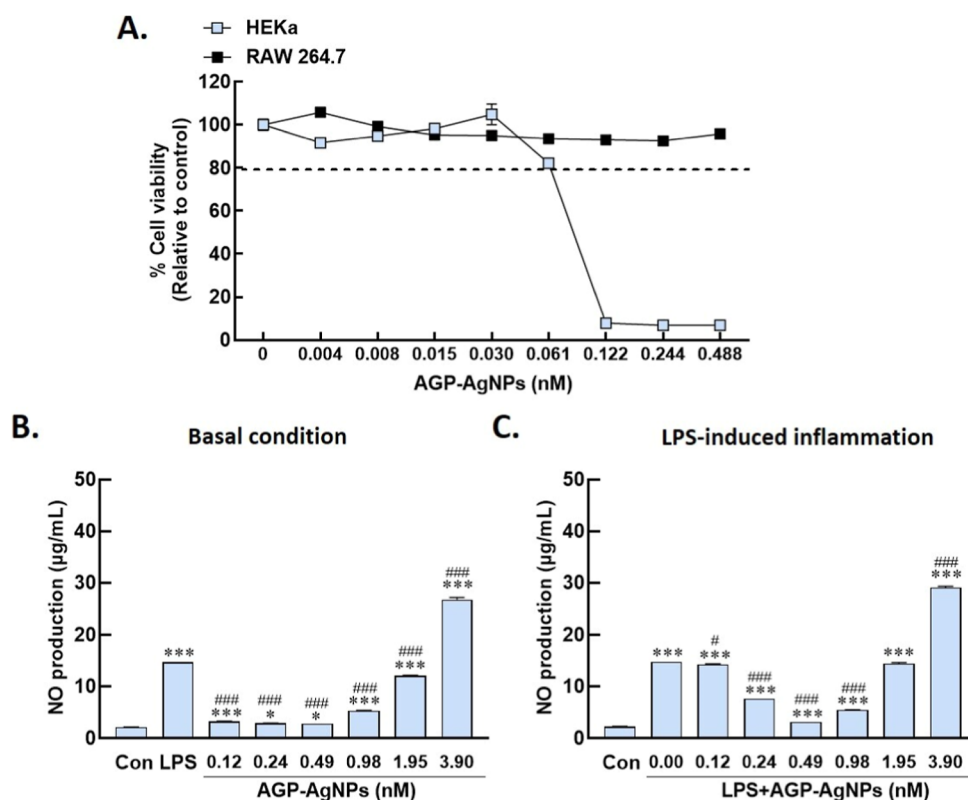 A.
HEKa
RAW 264.7
% Cell viability
(Relative to control)
120
100
80
60
40
20
0
0 0.004 0.008 0.015 0.030 0.061 0.122 0.244 0.488
AGP-AgNPs (nM)
B.
Basal condition
NO production (µg/mL)
50
40
30
20
10
0
***
###
***
###
*
###
*
###
***
###
***
###
***
Con LPS 0.12 0.24 0.49 0.98 1.95 3.90
AGP-AgNPs (nM)
C.
LPS-induced inflammation
NO production (µg/mL)
50
40
30
20
10
0
***
#
***
###
***
###
***
###
***
***
###
***
Con 0.00 0.12 0.24 0.49 0.98 1.95 3.90
LPS+AGP-AgNPs (nM)